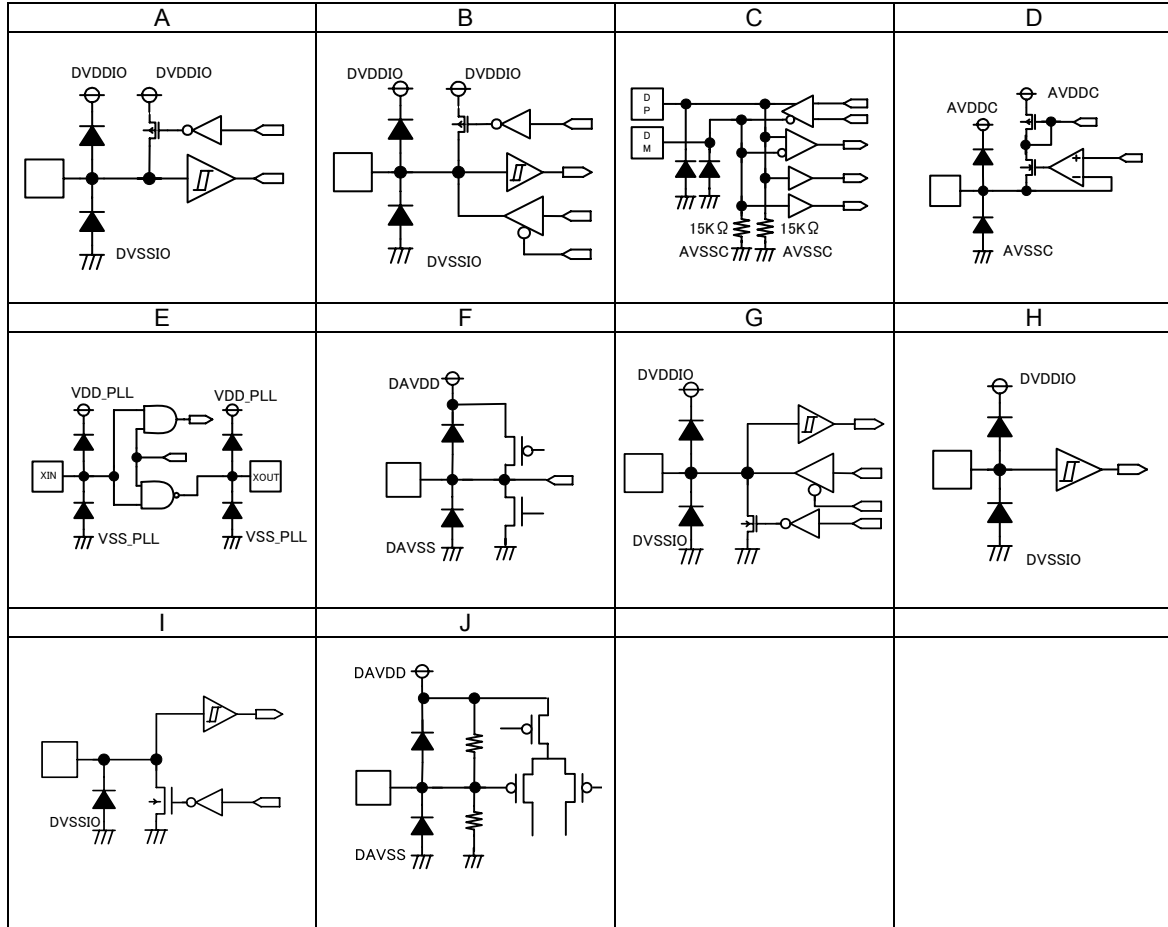 A B C D
DVDDIO DVDDIO
DVSSIO
DVDDIO DVDDIO
DVSSIO
D
P
D
M
15KΩ 15KΩ
AVSSC AVSSC
AVDDC
AVDDC
AVSSC
E F G H
VDD_PLL VDD_PLL
XIN XOUT
VSS_PLL VSS_PLL
DAVDD
DAVSS
DVDDIO
DVSSIO
DVDDIO
DVSSIO
I J
DVSSIO
DAVDD
DAVSS